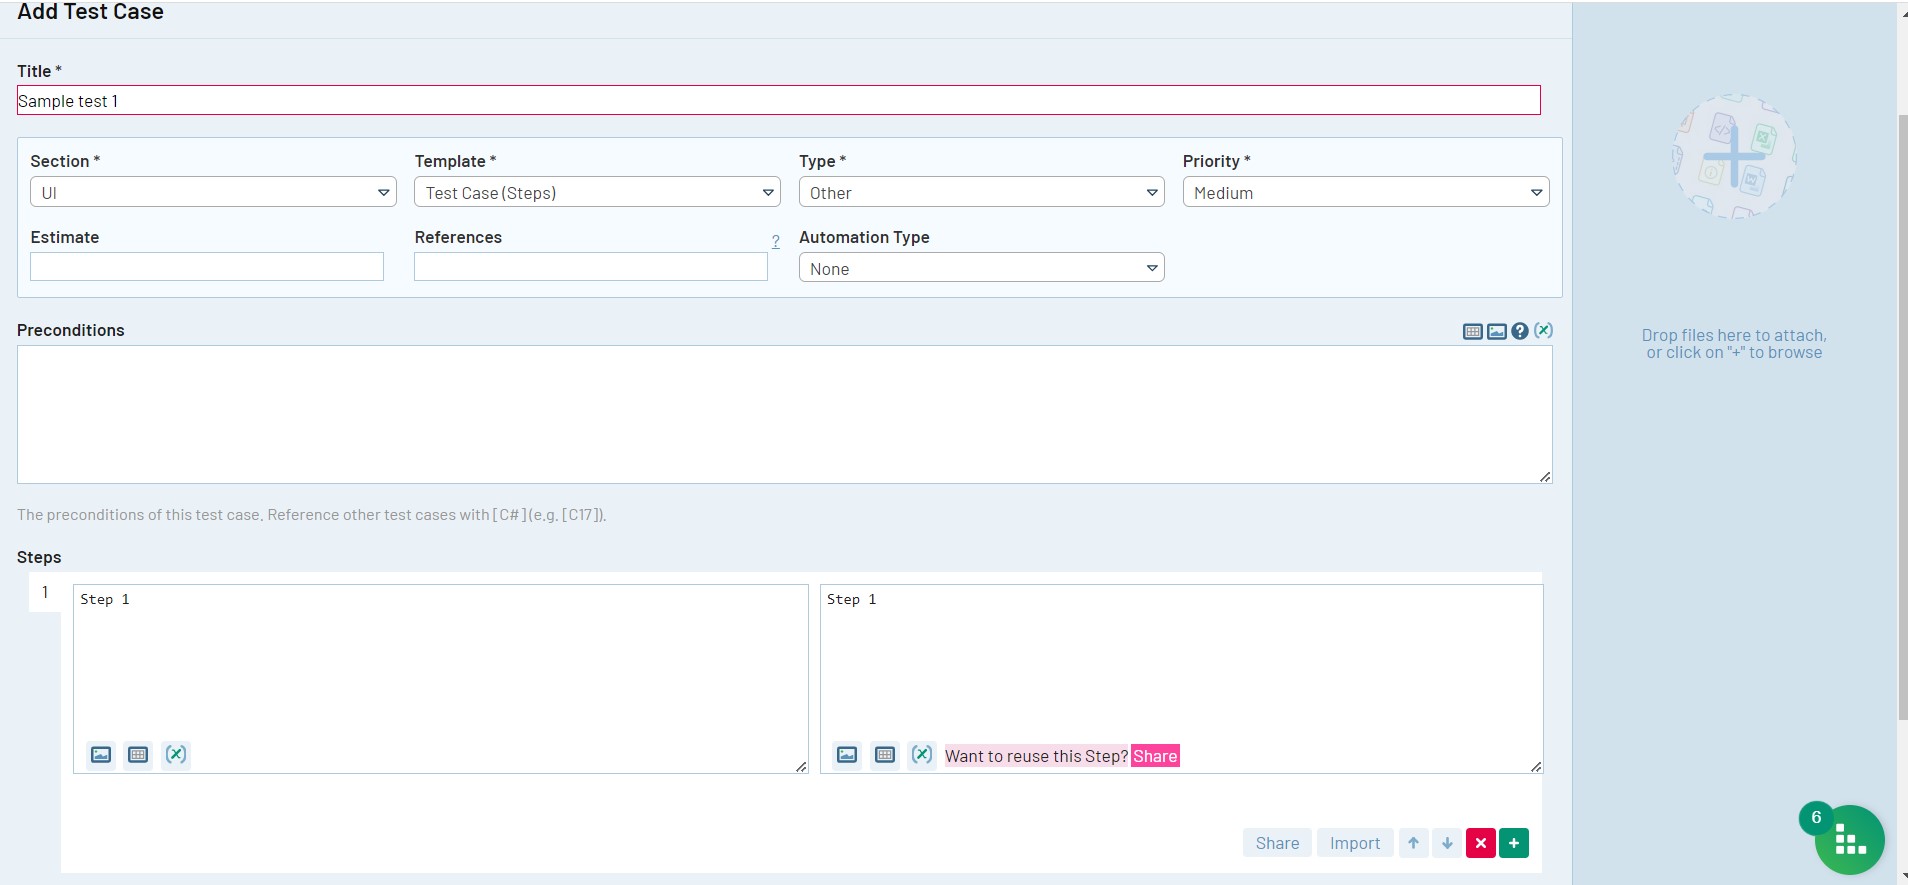 Add Test Case
Title *
Sample test 1
Section * Template * Type * Priority *
UI Test Case (Steps) Other Medium
Estimate References ? Automation Type
None
Preconditions
The preconditions of this test case. Reference other test cases with [C#] (e.g. [C17]).
Steps
1
Step 1 Step 1
Want to reuse this Step? Share
Share Import
Drop files here to attach,
or click on "+" to browse
6